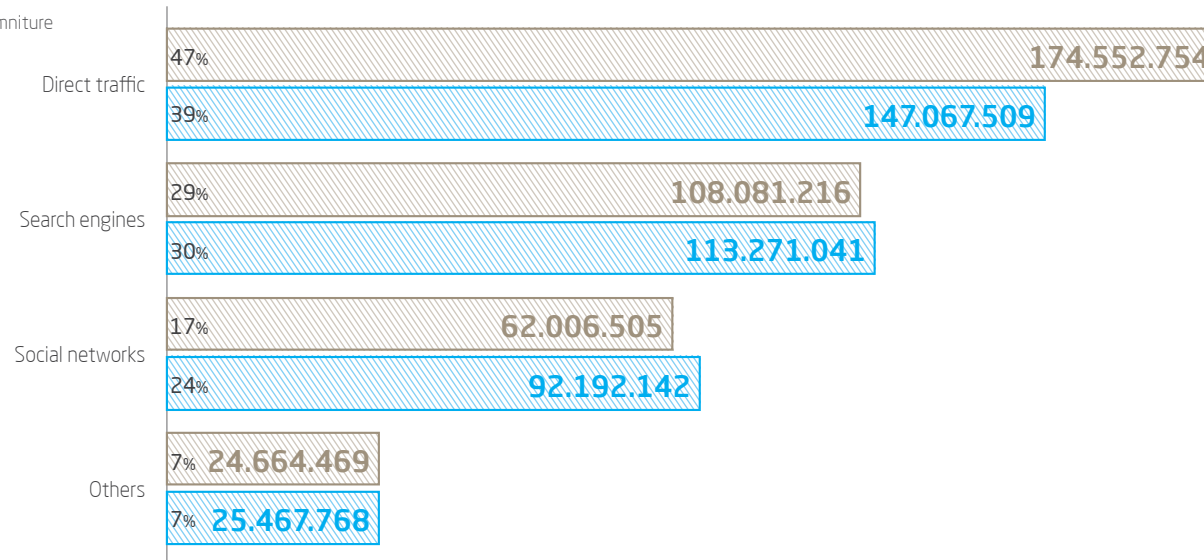 mniture
47% 174.552.754
Direct traffic
39% 147.067.509
29% 108.081.216
Search engines
30% 113.271.041
17% 62.006.505
Social networks
24% 92.192.142
7% 24.664.469
Others
7% 25.467.768